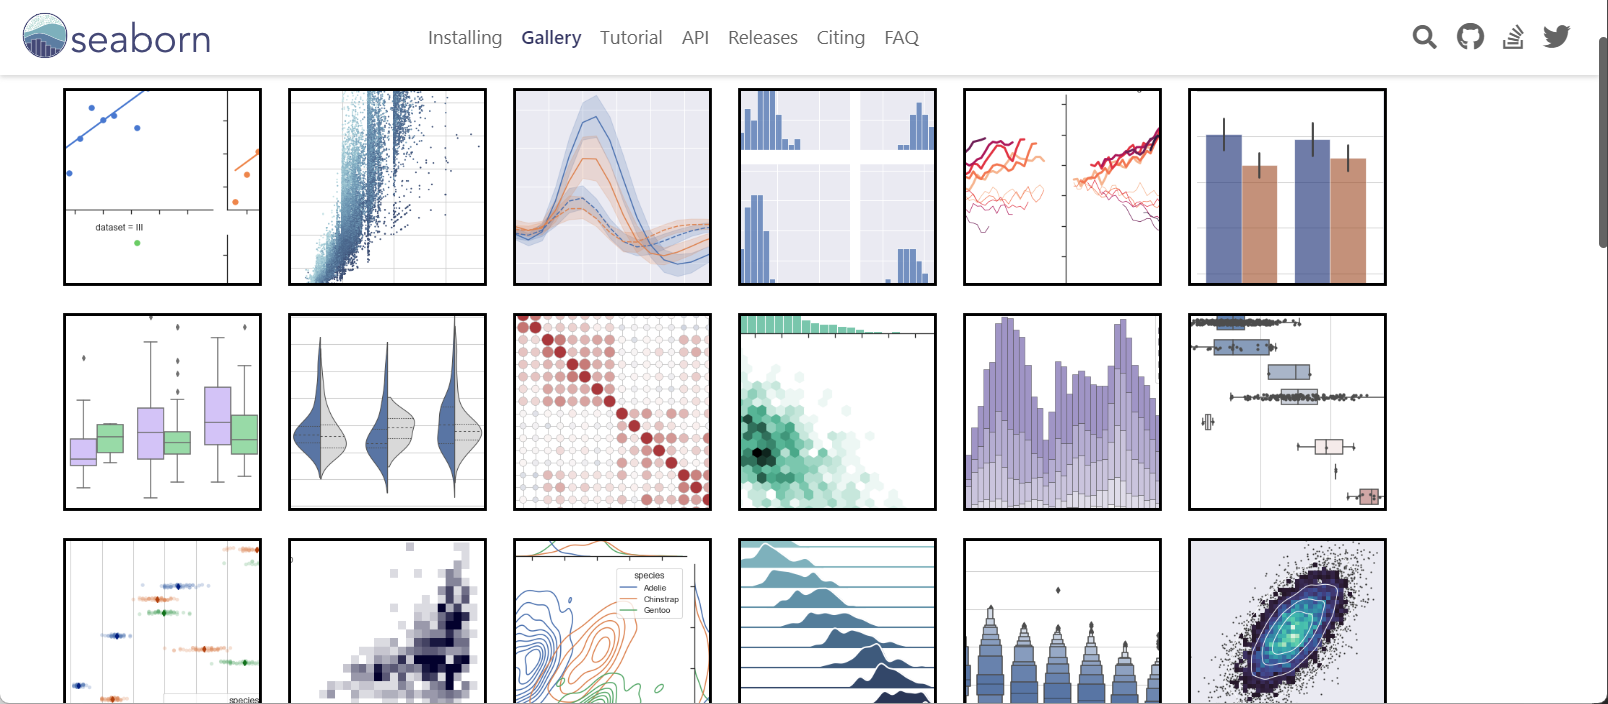 seaborn
Installing Gallery Tutorial API Releases Citing FAQ
dataset = III
species
Adelie
Chinstrap
Gentoo
species